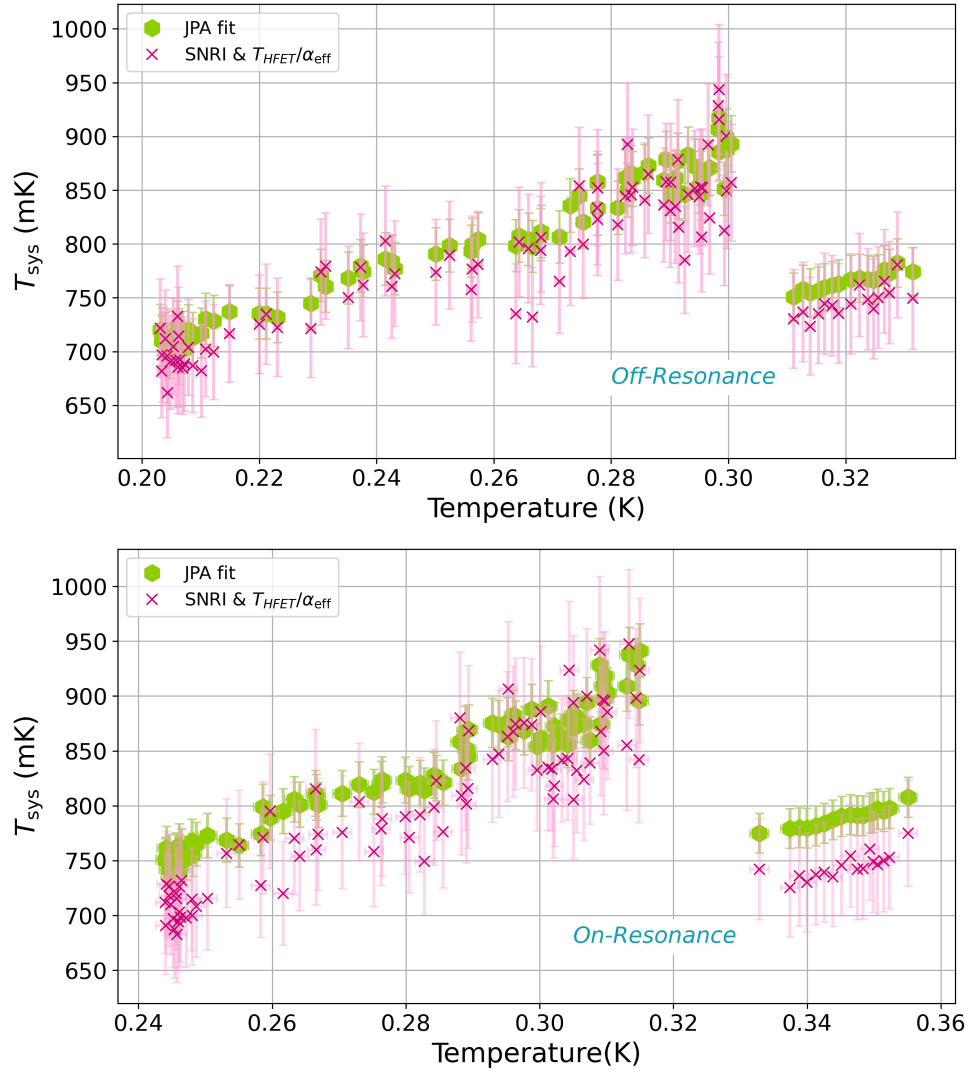 1000
950
900
850
800
750
700
650
T_sys (mK)
JPA fit
SNRI & T_HFET/α_eff
Off-Resonance
0.20 0.22 0.24 0.26 0.28 0.30 0.32
Temperature (K)
1000
950
900
850
800
750
700
650
T_sys (mK)
JPA fit
SNRI & T_HFET/α_eff
On-Resonance
0.24 0.26 0.28 0.30 0.32 0.34 0.36
Temperature(K)